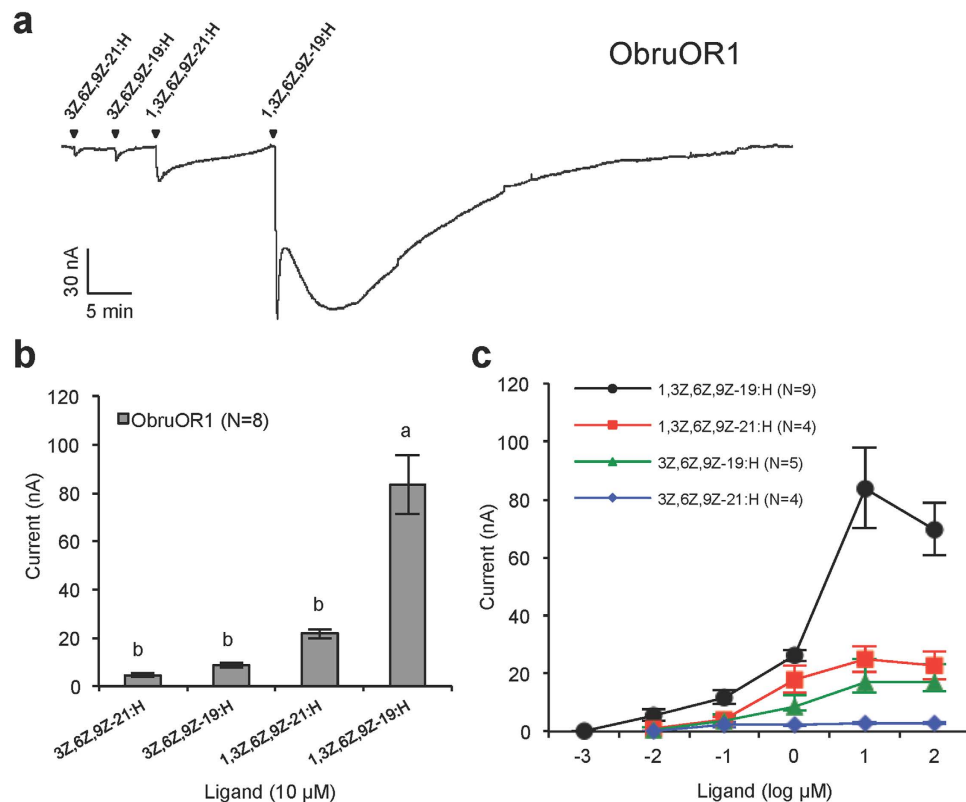 a
ObruOR1
3Z,6Z,9Z-21:H
3Z,6Z,9Z-19:H
1,3Z,6Z,9Z-21:H
1,3Z,6Z,9Z-19:H
30 nA
5 min
b
120
100
80
60
40
20
0
Current (nA)
ObruOR1 (N=8)
b
b
b
a
3Z,6Z,9Z-21:H
3Z,6Z,9Z-19:H
1,3Z,6Z,9Z-21:H
1,3Z,6Z,9Z-19:H
Ligand (10 µM)
c
120
100
80
60
40
20
0
Current (nA)
1,3Z,6Z,9Z-19:H (N=9)
1,3Z,6Z,9Z-21:H (N=4)
3Z,6Z,9Z-19:H (N=5)
3Z,6Z,9Z-21:H (N=4)
-3 -2 -1 0 1 2
Ligand (log µM)